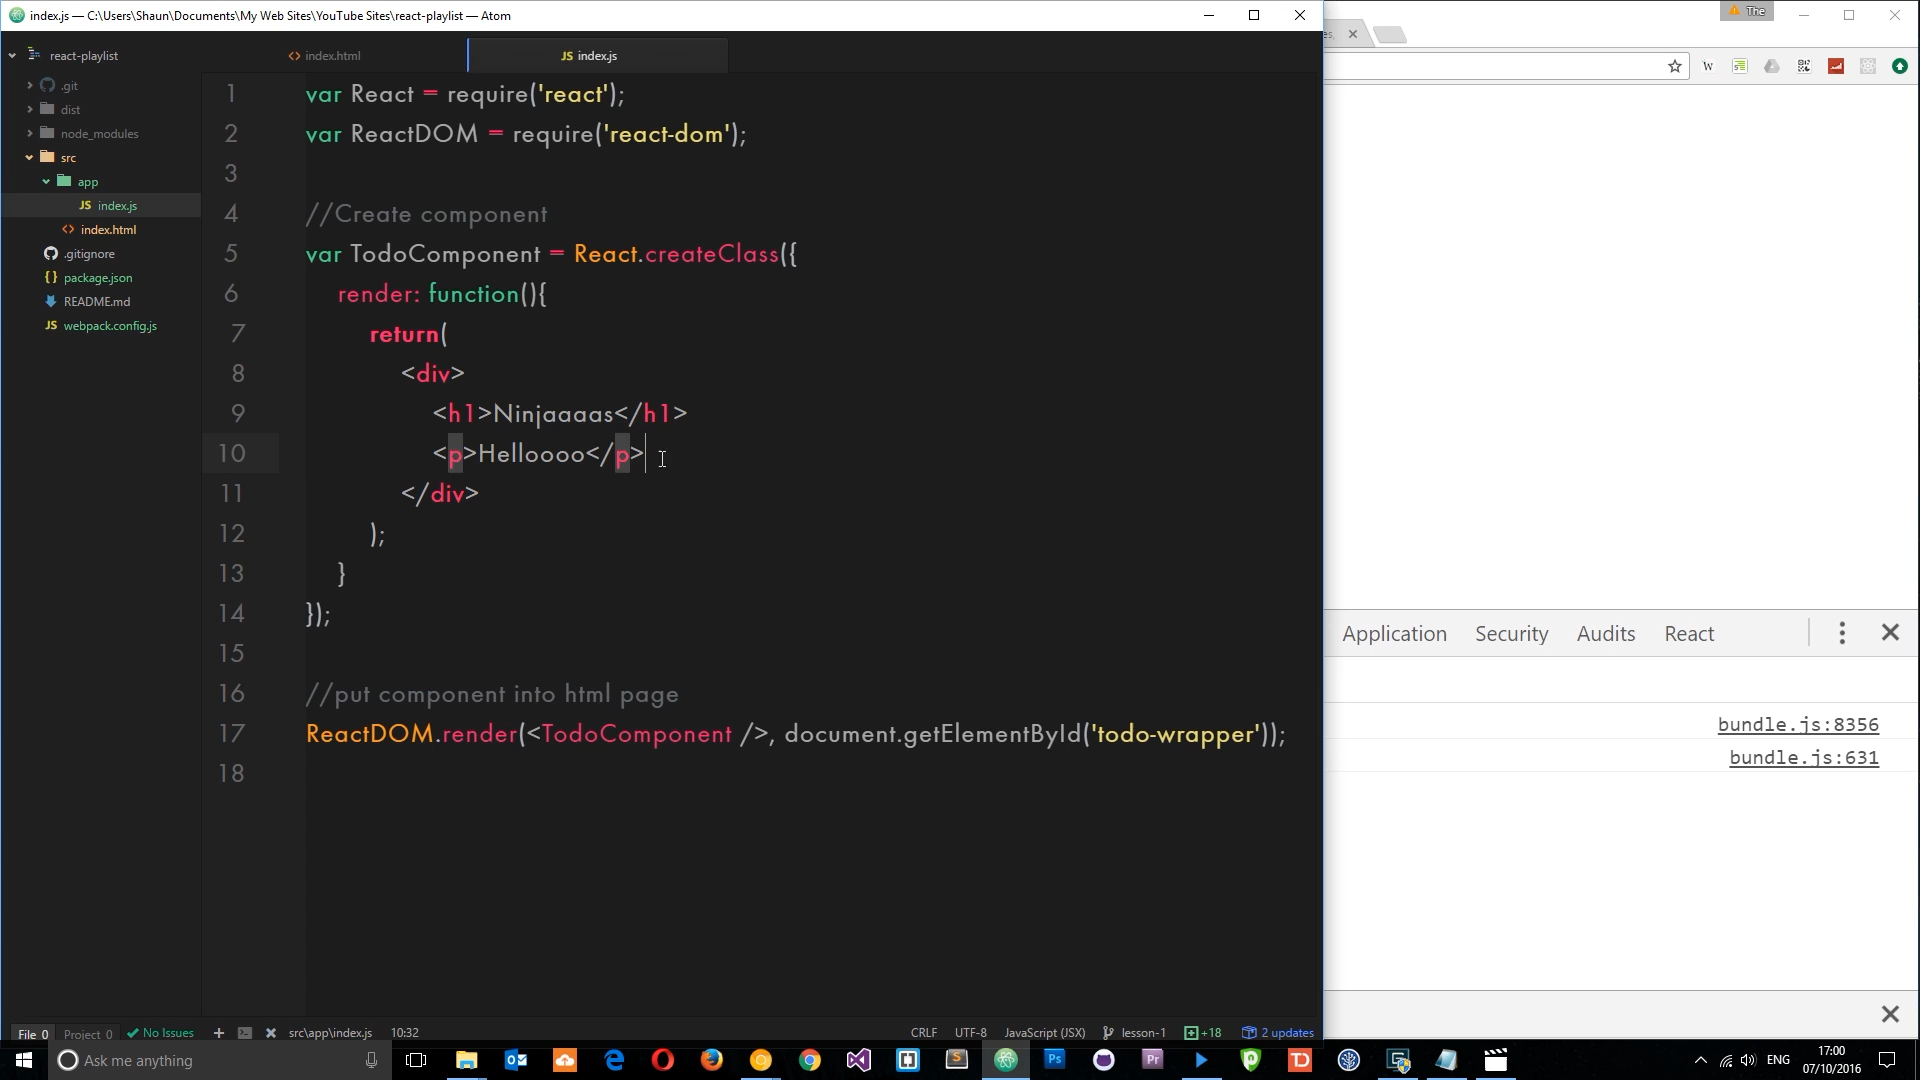 index.js — C:\Users\Shaun\Documents\My Web Sites\YouTube Sites\react-playlist — Atom
The
react-playlist
.git
dist
node_modules
src
app
index.js
index.html
.gitignore
package.json
README.md
webpack.config.js
index.html
index.js
1 var React = require('react');
2 var ReactDOM = require('react-dom');
3
4 //Create component
5 var TodoComponent = React.createClass({
6 render: function(){
7 return(
8 <div>
9 <h1>Ninjaaaas</h1>
10 <p>Helloooo</p>
11 </div>
12 );
13 }
14 });
15
16 //put component into html page
17 ReactDOM.render(<TodoComponent />, document.getElementById('todo-wrapper'));
18
Application Security Audits React
bundle.js:8356
bundle.js:631
File 0 Project 0 No Issues src\app\index.js 10:32 CRLF UTF-8 JavaScript (JSX) lesson-1 +18 2 updates
Ask me anything
ENG
17:00
07/10/2016